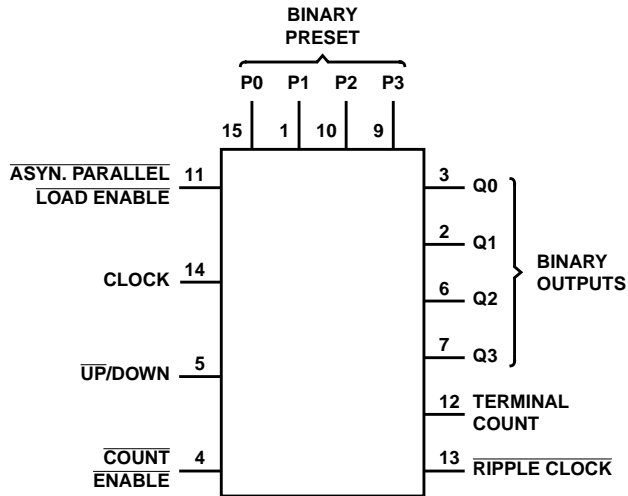 BINARY
PRESET
P0 P1 P2 P3
15 1 10 9
ASYN. PARALLEL 11
LOAD ENABLE
CLOCK 14
UP/DOWN 5
COUNT 4
ENABLE
3 Q0
2 Q1
6 Q2
7 Q3
BINARY
OUTPUTS
12 TERMINAL
COUNT
13 RIPPLE CLOCK